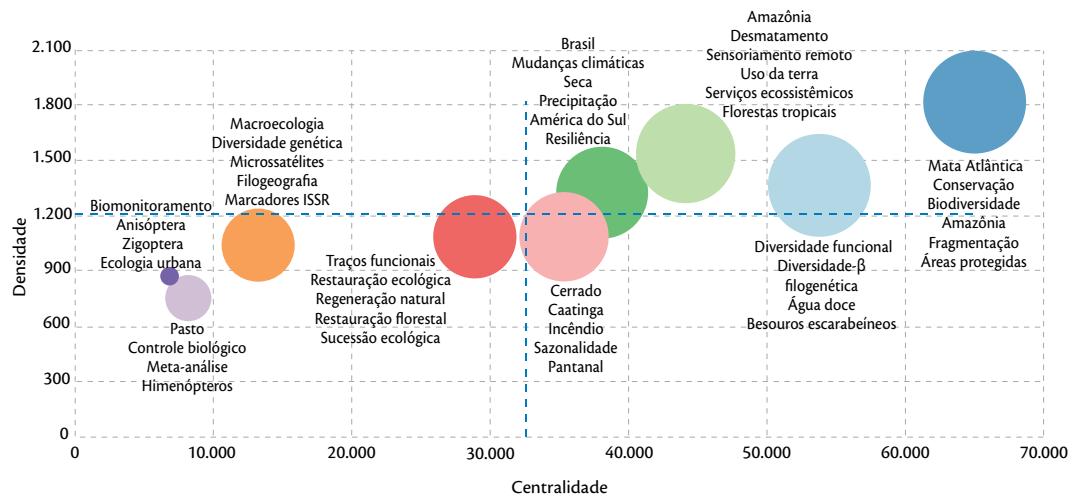 Densidade
2.100
1.800
1.500
1.200
900
600
300
0
Biomonitoramento
Anisóptera
Zigoptera
Ecologia urbana
Pasto
Controle biológico
Meta-análise
Himenópteros
Macroecologia
Diversidade genética
Microssatélites
Filogeografia
Marcadores ISSR
Traços funcionais
Restauração ecológica
Regeneração natural
Restauração florestal
Sucessão ecológica
Brasil
Mudanças climáticas
Seca
Precipitação
América do Sul
Resiliência
Cerrado
Caatinga
Incêndio
Sazonalidade
Pantanal
Amazônia
Desmatamento
Sensoriamento remoto
Uso da terra
Serviços ecossistêmicos
Florestas tropicais
Diversidade funcional
Diversidade-β
filogenética
Água doce
Besouros escarabeíneos
Mata Atlântica
Conservação
Biodiversidade
Amazônia
Fragmentação
Áreas protegidas
0
10.000
20.000
30.000
40.000
50.000
60.000
70.000
Centralidade